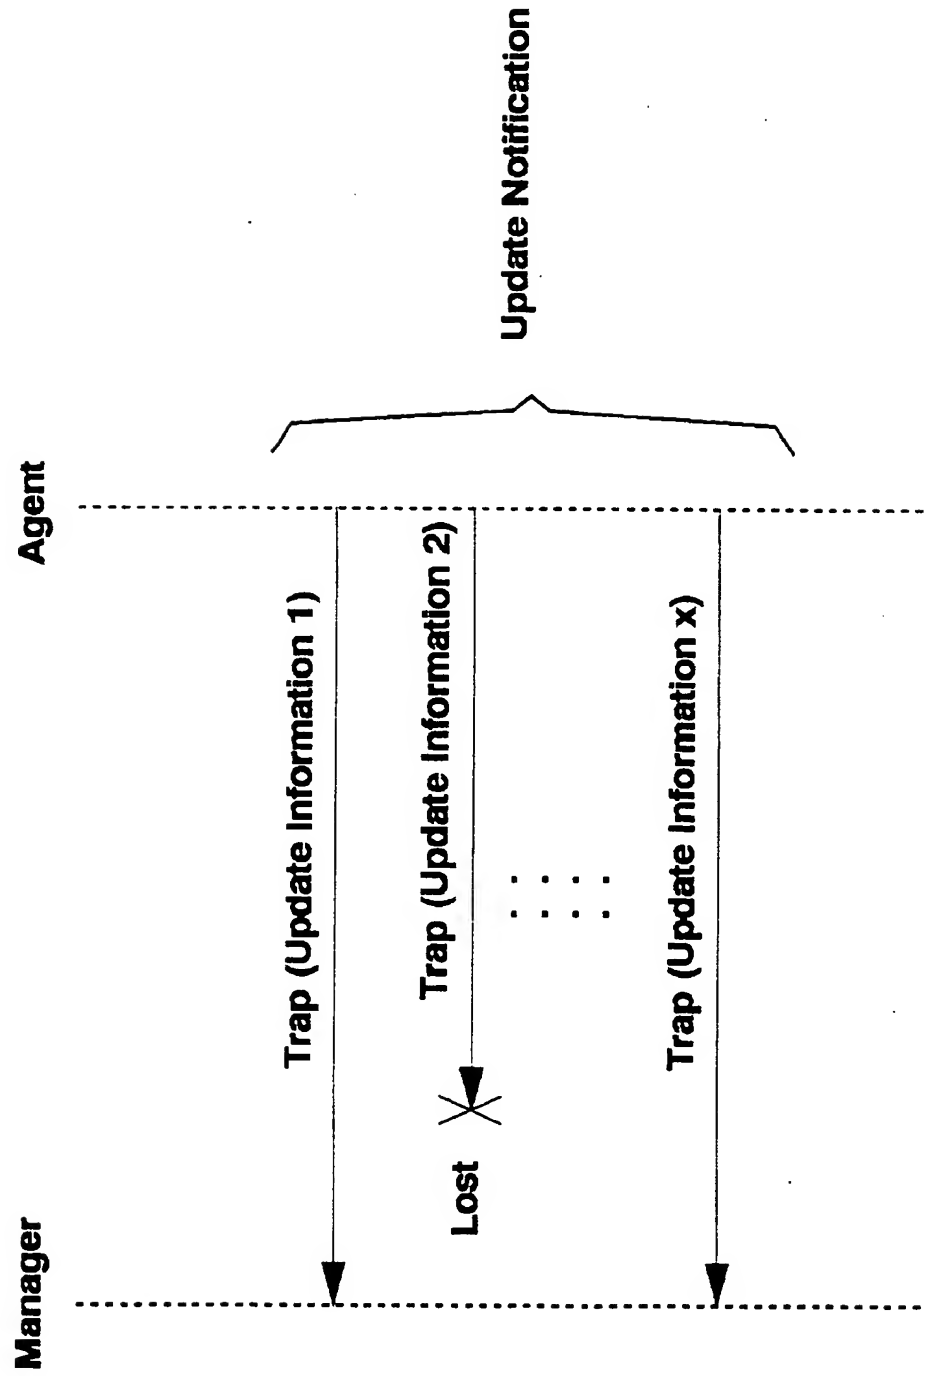 Manager
Agent
Trap (Update Information 1)
Trap (Update Information 2)
Lost
Trap (Update Information x)
Update Notification